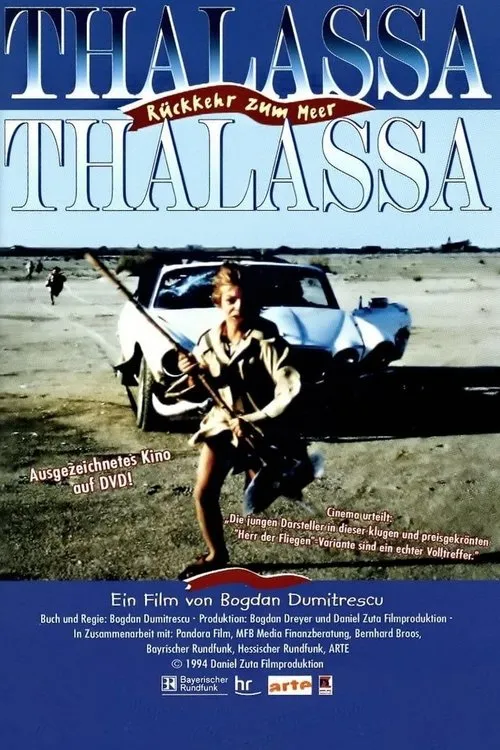 THALASSA
Rückkehr zum Meer
THALASSA
Ausgezeichnetes Kino
auf DVD!
Cinema urteilt:
„Die jungen Darsteller in dieser klugen und preisgekrönten
"Herr der Fliegen"-Variante sind ein echter Volltreffer."
Ein Film von Bogdan Dumitrescu
Buch und Regie: Bogdan Dumitrescu · Produktion: Bogdan Dreyer und Daniel Zuta Filmproduktion ·
In Zusammenarbeit mit: Pandora Film, MFB Media Finanzberatung, Bernhard Broos,
Bayrischer Rundfunk, Hessischer Rundfunk, ARTE
© 1994 Daniel Zuta Filmproduktion
BR Bayerischer
Rundfunk
hr
arte